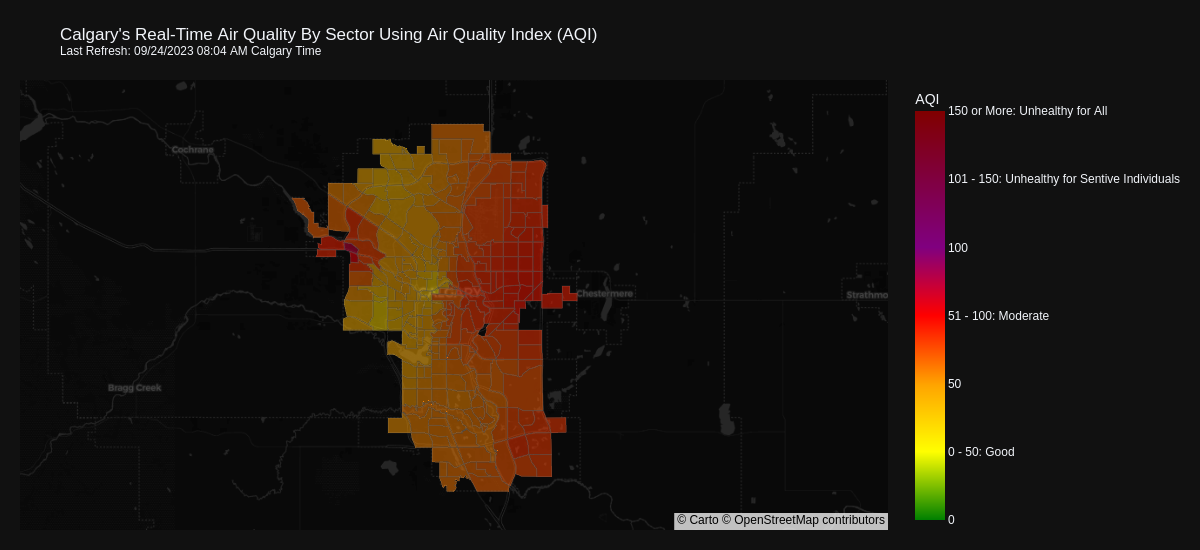 Calgary's Real-Time Air Quality By Sector Using Air Quality Index (AQI)
Last Refresh: 09/24/2023 08:04 AM Calgary Time
AQI
150 or More: Unhealthy for All
101 - 150: Unhealthy for Sentive Individuals
100
51 - 100: Moderate
50
0 - 50: Good
0
Cochrane
CALGARY
Chestermere
Strathmo
Bragg Creek
© Carto © OpenStreetMap contributors